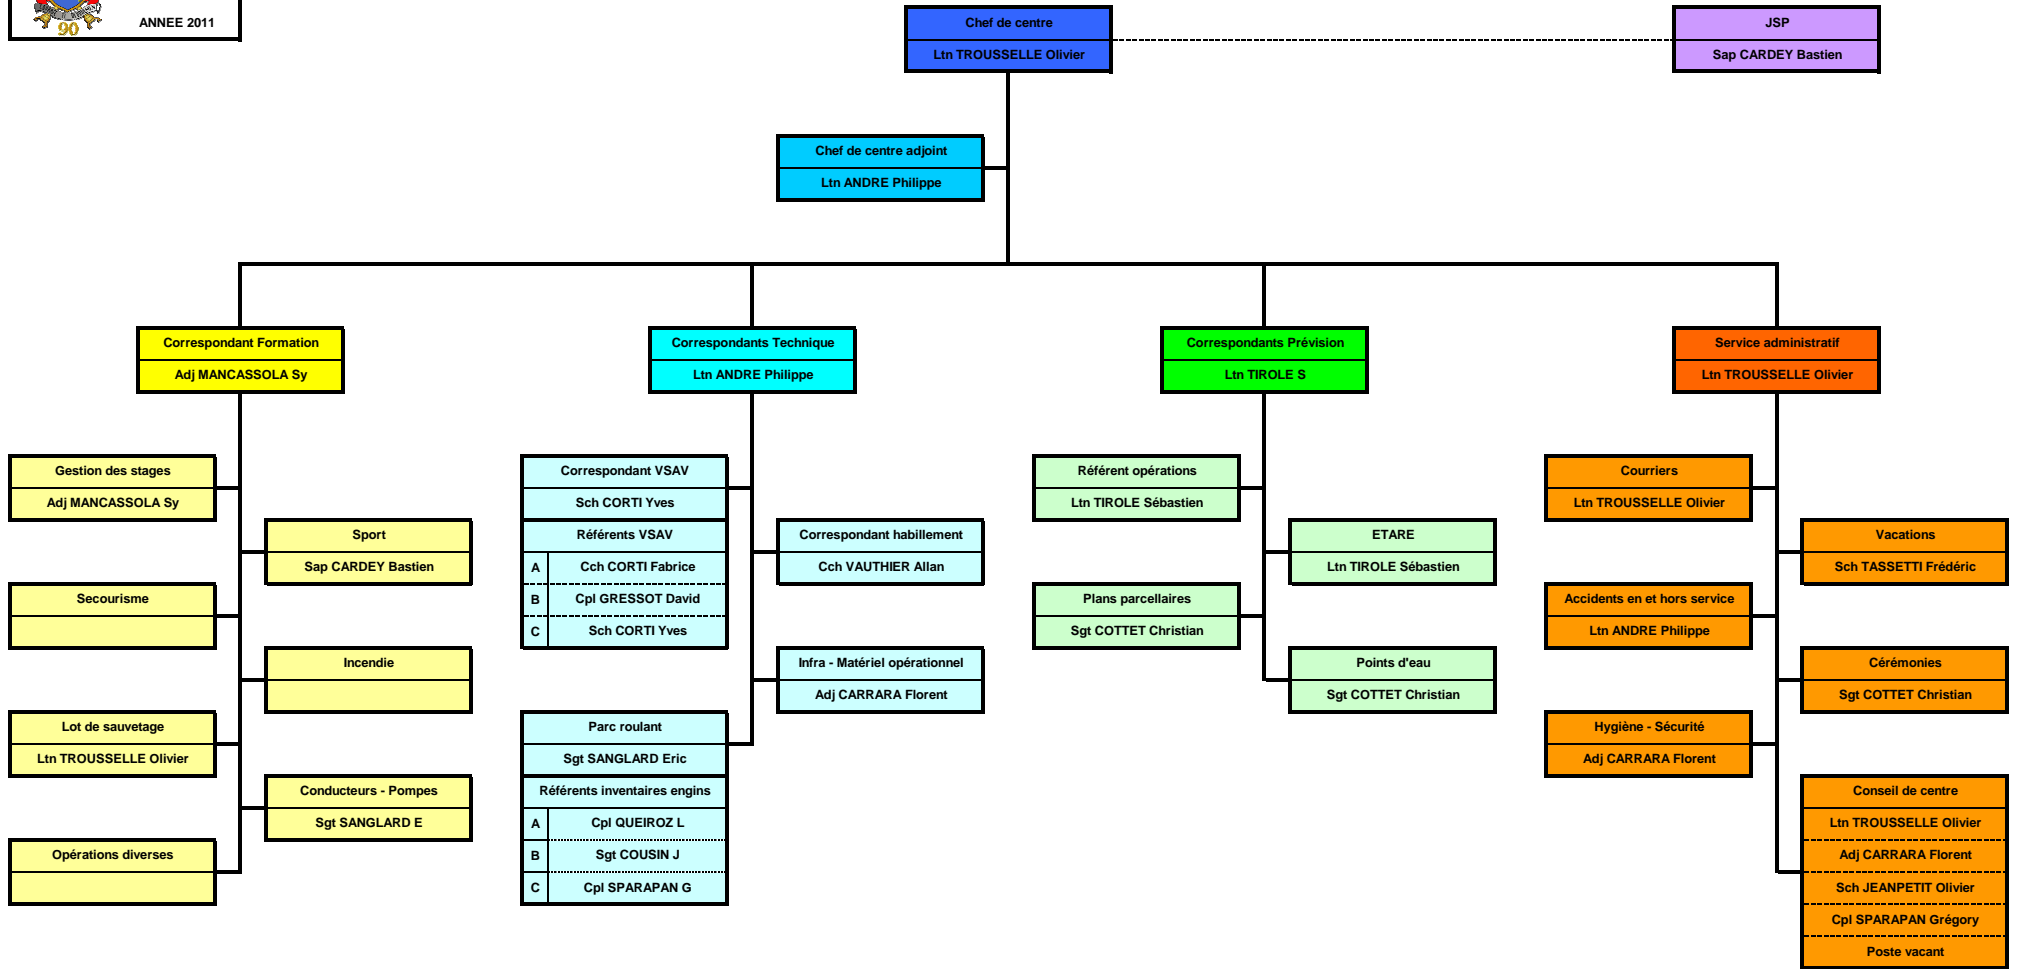 90
ANNEE 2011
Chef de centre
Ltn TROUSSELLE Olivier
JSP
Sap CARDEY Bastien
Chef de centre adjoint
Ltn ANDRE Philippe
Correspondant Formation
Adj MANCASSOLA Sy
Correspondants Technique
Ltn ANDRE Philippe
Correspondants Prévision
Ltn TIROLE S
Service administratif
Ltn TROUSSELLE Olivier
Gestion des stages
Adj MANCASSOLA Sy
Sport
Sap CARDEY Bastien
Secourisme
Incendie
Lot de sauvetage
Ltn TROUSSELLE Olivier
Conducteurs - Pompes
Sgt SANGLARD E
Opérations diverses
Correspondant VSAV
Sch CORTI Yves
Référents VSAV
A Cch CORTI Fabrice
B Cpl GRESSOT David
C Sch CORTI Yves
Correspondant habillement
Cch VAUTHIER Allan
Infra - Matériel opérationnel
Adj CARRARA Florent
Parc roulant
Sgt SANGLARD Eric
Référents inventaires engins
A Cpl QUEIROZ L
B Sgt COUSIN J
C Cpl SPARAPAN G
Référent opérations
Ltn TIROLE Sébastien
ETARE
Ltn TIROLE Sébastien
Plans parcellaires
Sgt COTTET Christian
Points d'eau
Sgt COTTET Christian
Courriers
Ltn TROUSSELLE Olivier
Vacations
Sch TASSETTI Frédéric
Accidents en et hors service
Ltn ANDRE Philippe
Cérémonies
Sgt COTTET Christian
Hygiène - Sécurité
Adj CARRARA Florent
Conseil de centre
Ltn TROUSSELLE Olivier
Adj CARRARA Florent
Sch JEANPETIT Olivier
Cpl SPARAPAN Grégory
Poste vacant